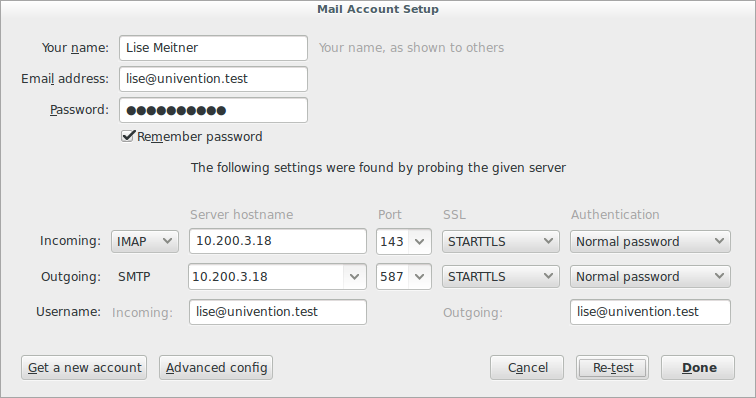 Mail Account Setup
Your name: Lise Meitner Your name, as shown to others
Email address: lise@univention.test
Password: ●●●●●●●●●●
Remember password
The following settings were found by probing the given server
Server hostname Port SSL Authentication
Incoming: IMAP 10.200.3.18 143 STARTTLS Normal password
Outgoing: SMTP 10.200.3.18 587 STARTTLS Normal password
Username: Incoming: lise@univention.test Outgoing: lise@univention.test
Get a new account Advanced config Cancel Re-test Done